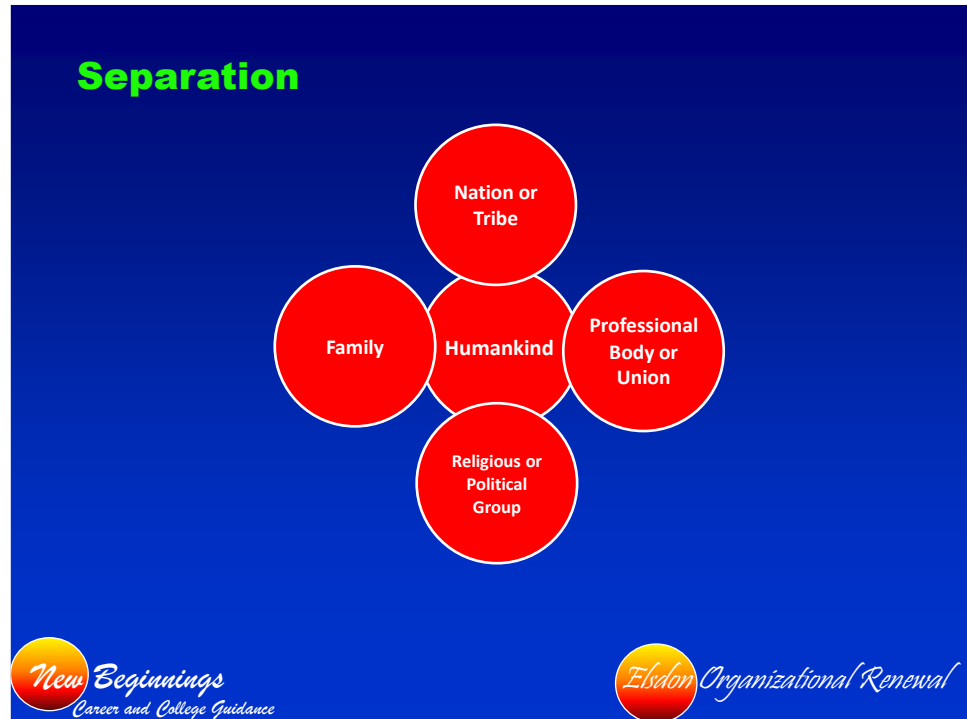 Separation
Nation or
Tribe
Family
Humankind
Professional
Body or
Union
Religious or
Political
Group
New Beginnings
Career and College Guidance
Elsdon Organizational Renewal